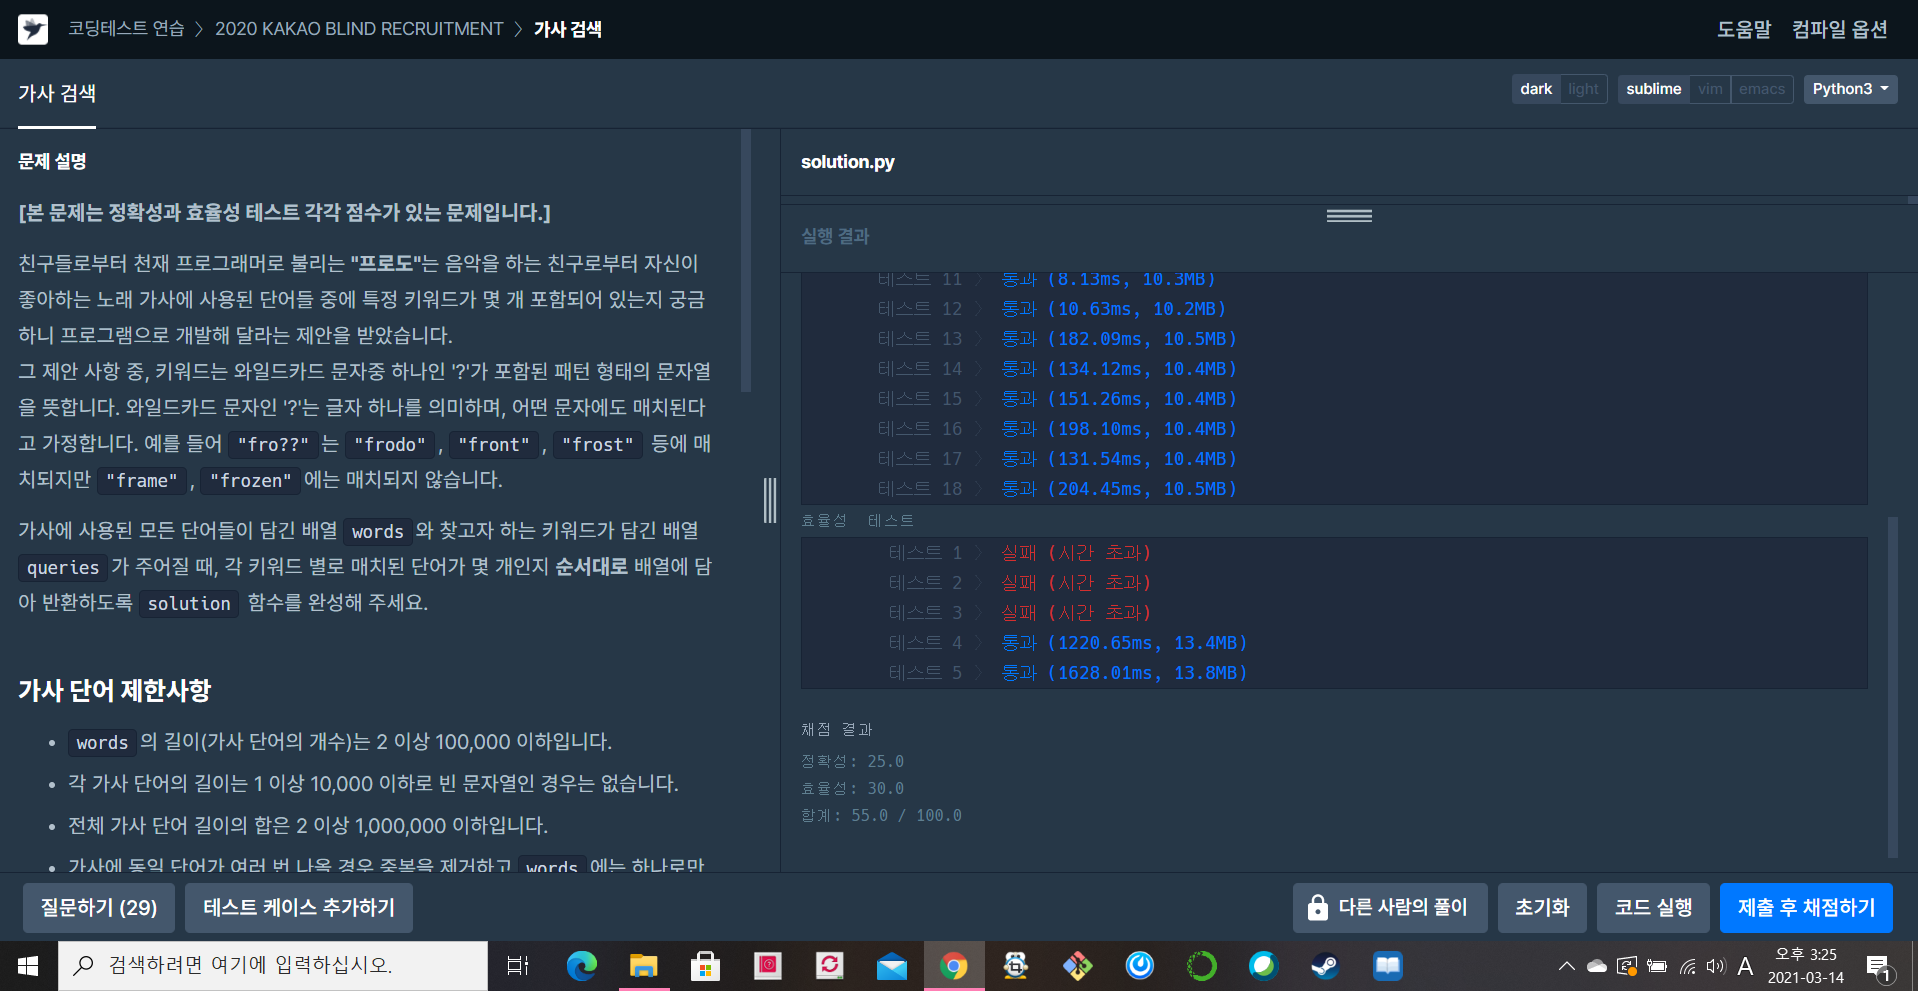 코딩테스트 연습 〉 2020 KAKAO BLIND RECRUITMENT 〉 가사 검색
도움말 컴파일 옵션
가사 검색
dark light sublime vim emacs Python3
문제 설명
[본 문제는 정확성과 효율성 테스트 각각 점수가 있는 문제입니다.]
친구들로부터 천재 프로그래머로 불리는 "프로도"는 음악을 하는 친구로부터 자신이
좋아하는 노래 가사에 사용된 단어들 중에 특정 키워드가 몇 개 포함되어 있는지 궁금
하니 프로그램으로 개발해 달라는 제안을 받았습니다.
그 제안 사항 중, 키워드는 와일드카드 문자중 하나인 '?'가 포함된 패턴 형태의 문자열
을 뜻합니다. 와일드카드 문자인 '?'는 글자 하나를 의미하며, 어떤 문자에도 매치된다
고 가정합니다. 예를 들어 "fro??"는 "frodo", "front", "frost" 등에 매
치되지만 "frame", "frozen"에는 매치되지 않습니다.
가사에 사용된 모든 단어들이 담긴 배열 words와 찾고자 하는 키워드가 담긴 배열
queries가 주어질 때, 각 키워드 별로 매치된 단어가 몇 개인지 순서대로 배열에 담
아 반환하도록 solution 함수를 완성해 주세요.
가사 단어 제한사항
• words의 길이(가사 단어의 개수)는 2 이상 100,000 이하입니다.
• 각 가사 단어의 길이는 1 이상 10,000 이하로 빈 문자열인 경우는 없습니다.
• 전체 가사 단어 길이의 합은 2 이상 1,000,000 이하입니다.
• 가사에 동일 단어가 여러 번 나올 경우 중복을 제거하고 words에는 하나로만
solution.py
실행 결과
테스트 11 〉 통과 (8.13ms, 10.3MB)
테스트 12 〉 통과 (10.63ms, 10.2MB)
테스트 13 〉 통과 (182.09ms, 10.5MB)
테스트 14 〉 통과 (134.12ms, 10.4MB)
테스트 15 〉 통과 (151.26ms, 10.4MB)
테스트 16 〉 통과 (198.10ms, 10.4MB)
테스트 17 〉 통과 (131.54ms, 10.4MB)
테스트 18 〉 통과 (204.45ms, 10.5MB)
효율성 테스트
테스트 1 〉 실패 (시간 초과)
테스트 2 〉 실패 (시간 초과)
테스트 3 〉 실패 (시간 초과)
테스트 4 〉 통과 (1220.65ms, 13.4MB)
테스트 5 〉 통과 (1628.01ms, 13.8MB)
채점 결과
정확성: 25.0
효율성: 30.0
합계: 55.0 / 100.0
질문하기 (29) 테스트 케이스 추가하기
다른 사람의 풀이 초기화 코드 실행 제출 후 채점하기
검색하려면 여기에 입력하십시오.
A
오후 3:25
2021-03-14
1